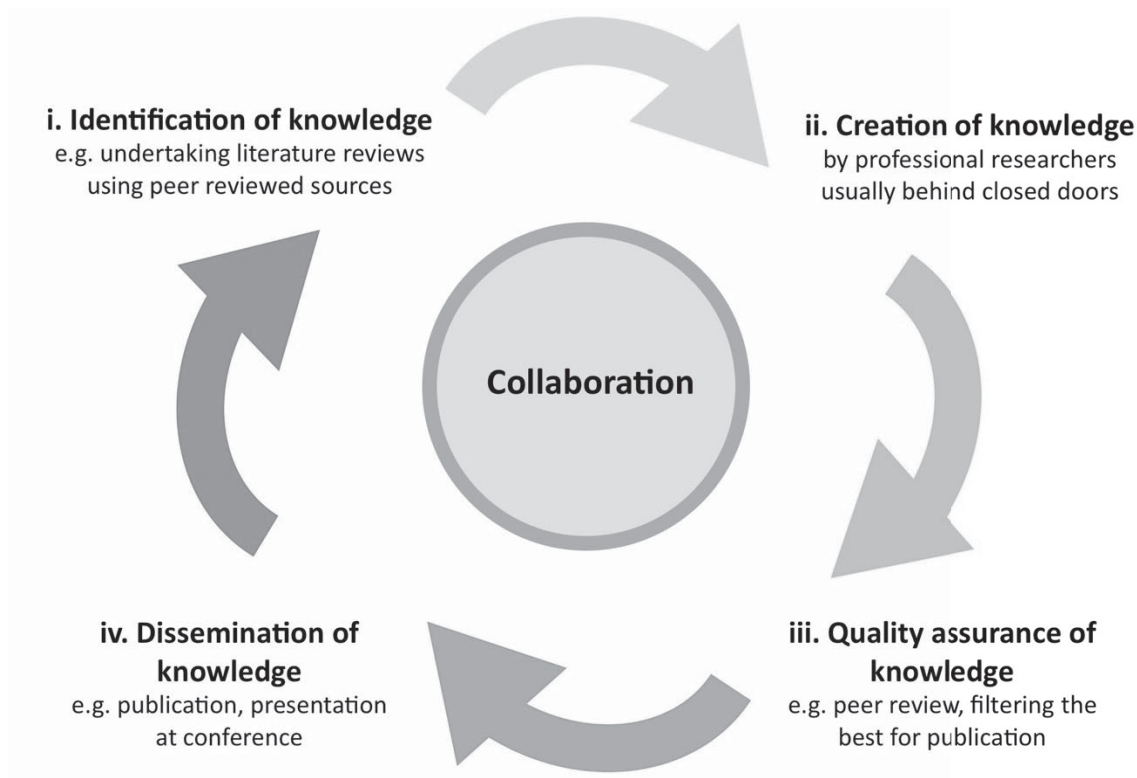 i. Identification of knowledge
e.g. undertaking literature reviews
using peer reviewed sources
ii. Creation of knowledge
by professional researchers
usually behind closed doors
Collaboration
iii. Quality assurance of
knowledge
e.g. peer review, filtering the
best for publication
iv. Dissemination of
knowledge
e.g. publication, presentation
at conference